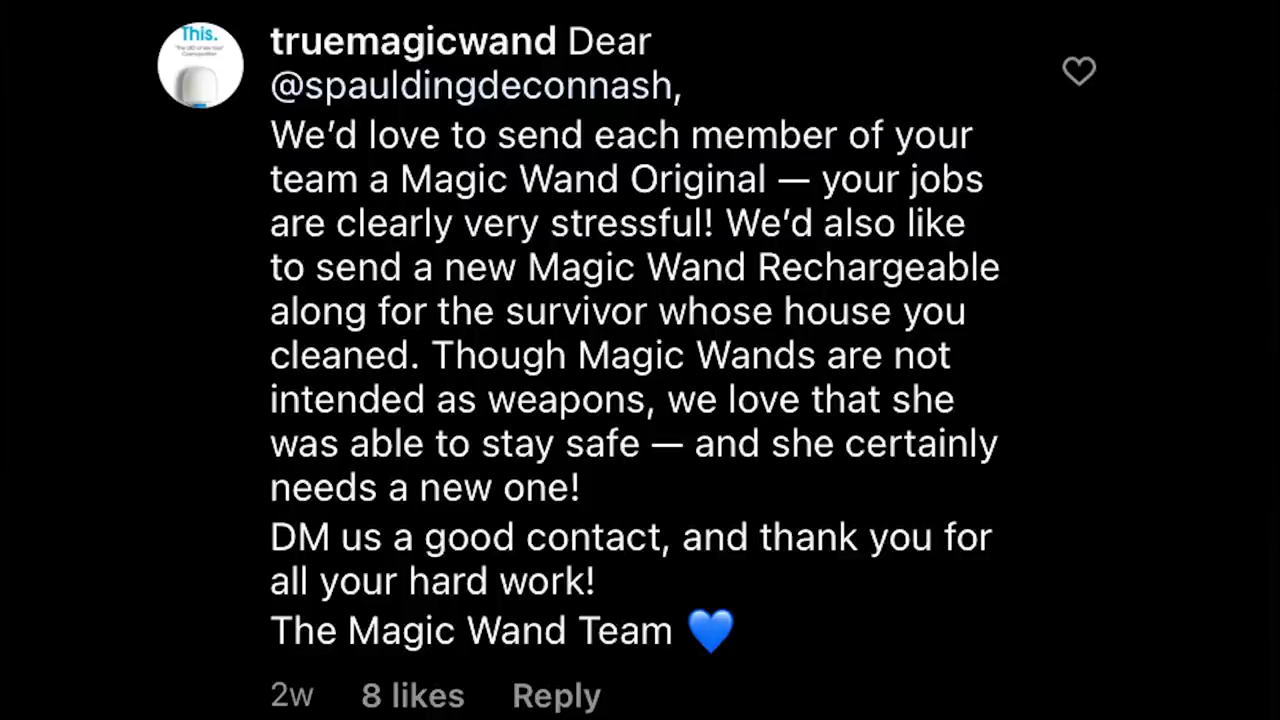 This.
truemagicwand Dear
@spauldingdeconnash,
We’d love to send each member of your
team a Magic Wand Original — your jobs
are clearly very stressful! We’d also like
to send a new Magic Wand Rechargeable
along for the survivor whose house you
cleaned. Though Magic Wands are not
intended as weapons, we love that she
was able to stay safe — and she certainly
needs a new one!
DM us a good contact, and thank you for
all your hard work!
The Magic Wand Team 💙
2w 8 likes Reply